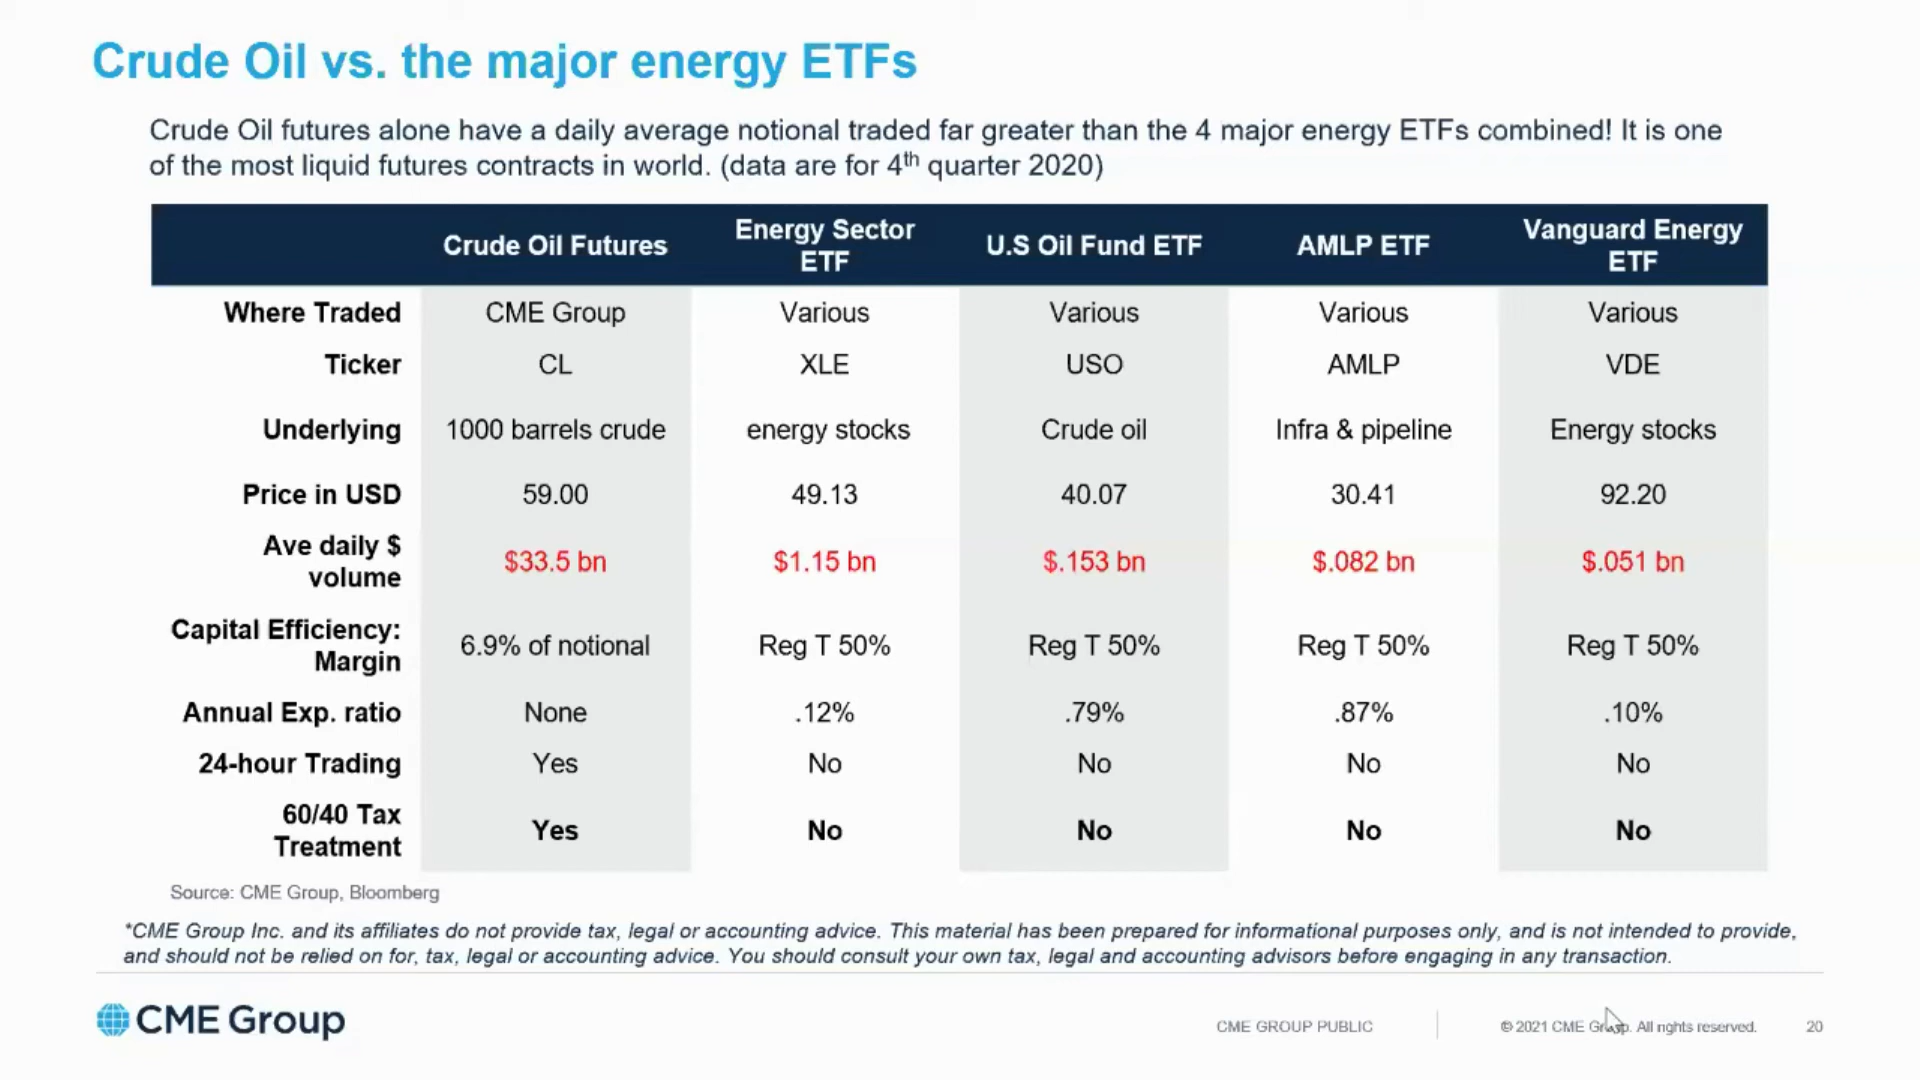 Crude Oil vs. the major energy ETFs
Crude Oil futures alone have a daily average notional traded far greater than the 4 major energy ETFs combined! It is one
of the most liquid futures contracts in world. (data are for 4th quarter 2020)
Crude Oil Futures Energy Sector ETF U.S Oil Fund ETF AMLP ETF Vanguard Energy ETF
Where Traded CME Group Various Various Various Various
Ticker CL XLE USO AMLP VDE
Underlying 1000 barrels crude energy stocks Crude oil Infra & pipeline Energy stocks
Price in USD 59.00 49.13 40.07 30.41 92.20
Ave daily $ volume $33.5 bn $1.15 bn $.153 bn $.082 bn $.051 bn
Capital Efficiency: Margin 6.9% of notional Reg T 50% Reg T 50% Reg T 50% Reg T 50%
Annual Exp. ratio None .12% .79% .87% .10%
24-hour Trading Yes No No No No
60/40 Tax Treatment Yes No No No No
Source: CME Group, Bloomberg
*CME Group Inc. and its affiliates do not provide tax, legal or accounting advice. This material has been prepared for informational purposes only, and is not intended to provide,
and should not be relied on for, tax, legal or accounting advice. You should consult your own tax, legal and accounting advisors before engaging in any transaction.
CME Group
CME GROUP PUBLIC
© 2021 CME Group. All rights reserved.
20